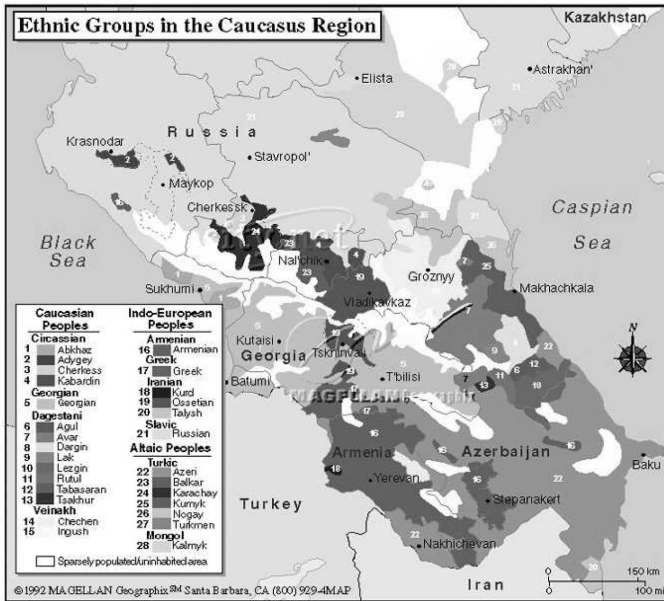 Ethnic Groups in the Caucasus Region
Kazakhstan
Astrakhan'
Elista
Russia
Krasnodar
Stavropol'
Maykop
Cherkessk
Caspian
Sea
Black
Sea
Nal'chik
Groznyy
Makhachkala
Sukhumi
Vladikavkaz
Kutaisi
Georgia
Tskhinvali
Batumi
T'bilisi
Armenia
Azerbaijan
Yerevan
Stepanakert
Baku
Turkey
Nakhichevan
Iran
N
0 150 km
0 100 mi
Caucasian
Peoples
Circassian
1 Abkhaz
2 Adygey
3 Cherkess
4 Kabardin
Georgian
5 Georgian
Dagestani
6 Agul
7 Avar
8 Dargin
9 Lak
10 Lezgin
11 Rutul
12 Tabasaran
13 Tsakhur
Veinakh
14 Chechen
15 Ingush
Indo-European
Peoples
Armenian
16 Armenian
Greek
17 Greek
Iranian
18 Kurd
19 Ossetian
20 Talysh
Slavic
21 Russian
Altaic Peoples
Turkic
22 Azeri
23 Balkar
24 Karachay
25 Kumyk
26 Nogay
27 Turkmen
Mongol
28 Kalmyk
Sparsely populated/uninhabited area
©1992 MAGELLAN Geographix℠ Santa Barbara, CA (800) 929-4MAP